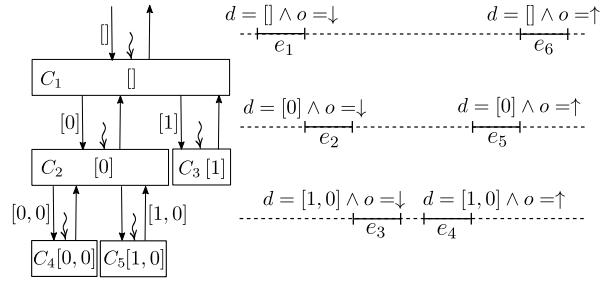 []
C₁ []
[0] [1]
C₂ [0] C₃ [1]
[0, 0] [1, 0]
C₄[0, 0] C₅[1, 0]
d = [] ∧ o =↓ d = [] ∧ o =↑
e₁ e₆
d = [0] ∧ o =↓ d = [0] ∧ o =↑
e₂ e₅
d = [1, 0] ∧ o =↓ d = [1, 0] ∧ o =↑
e₃ e₄